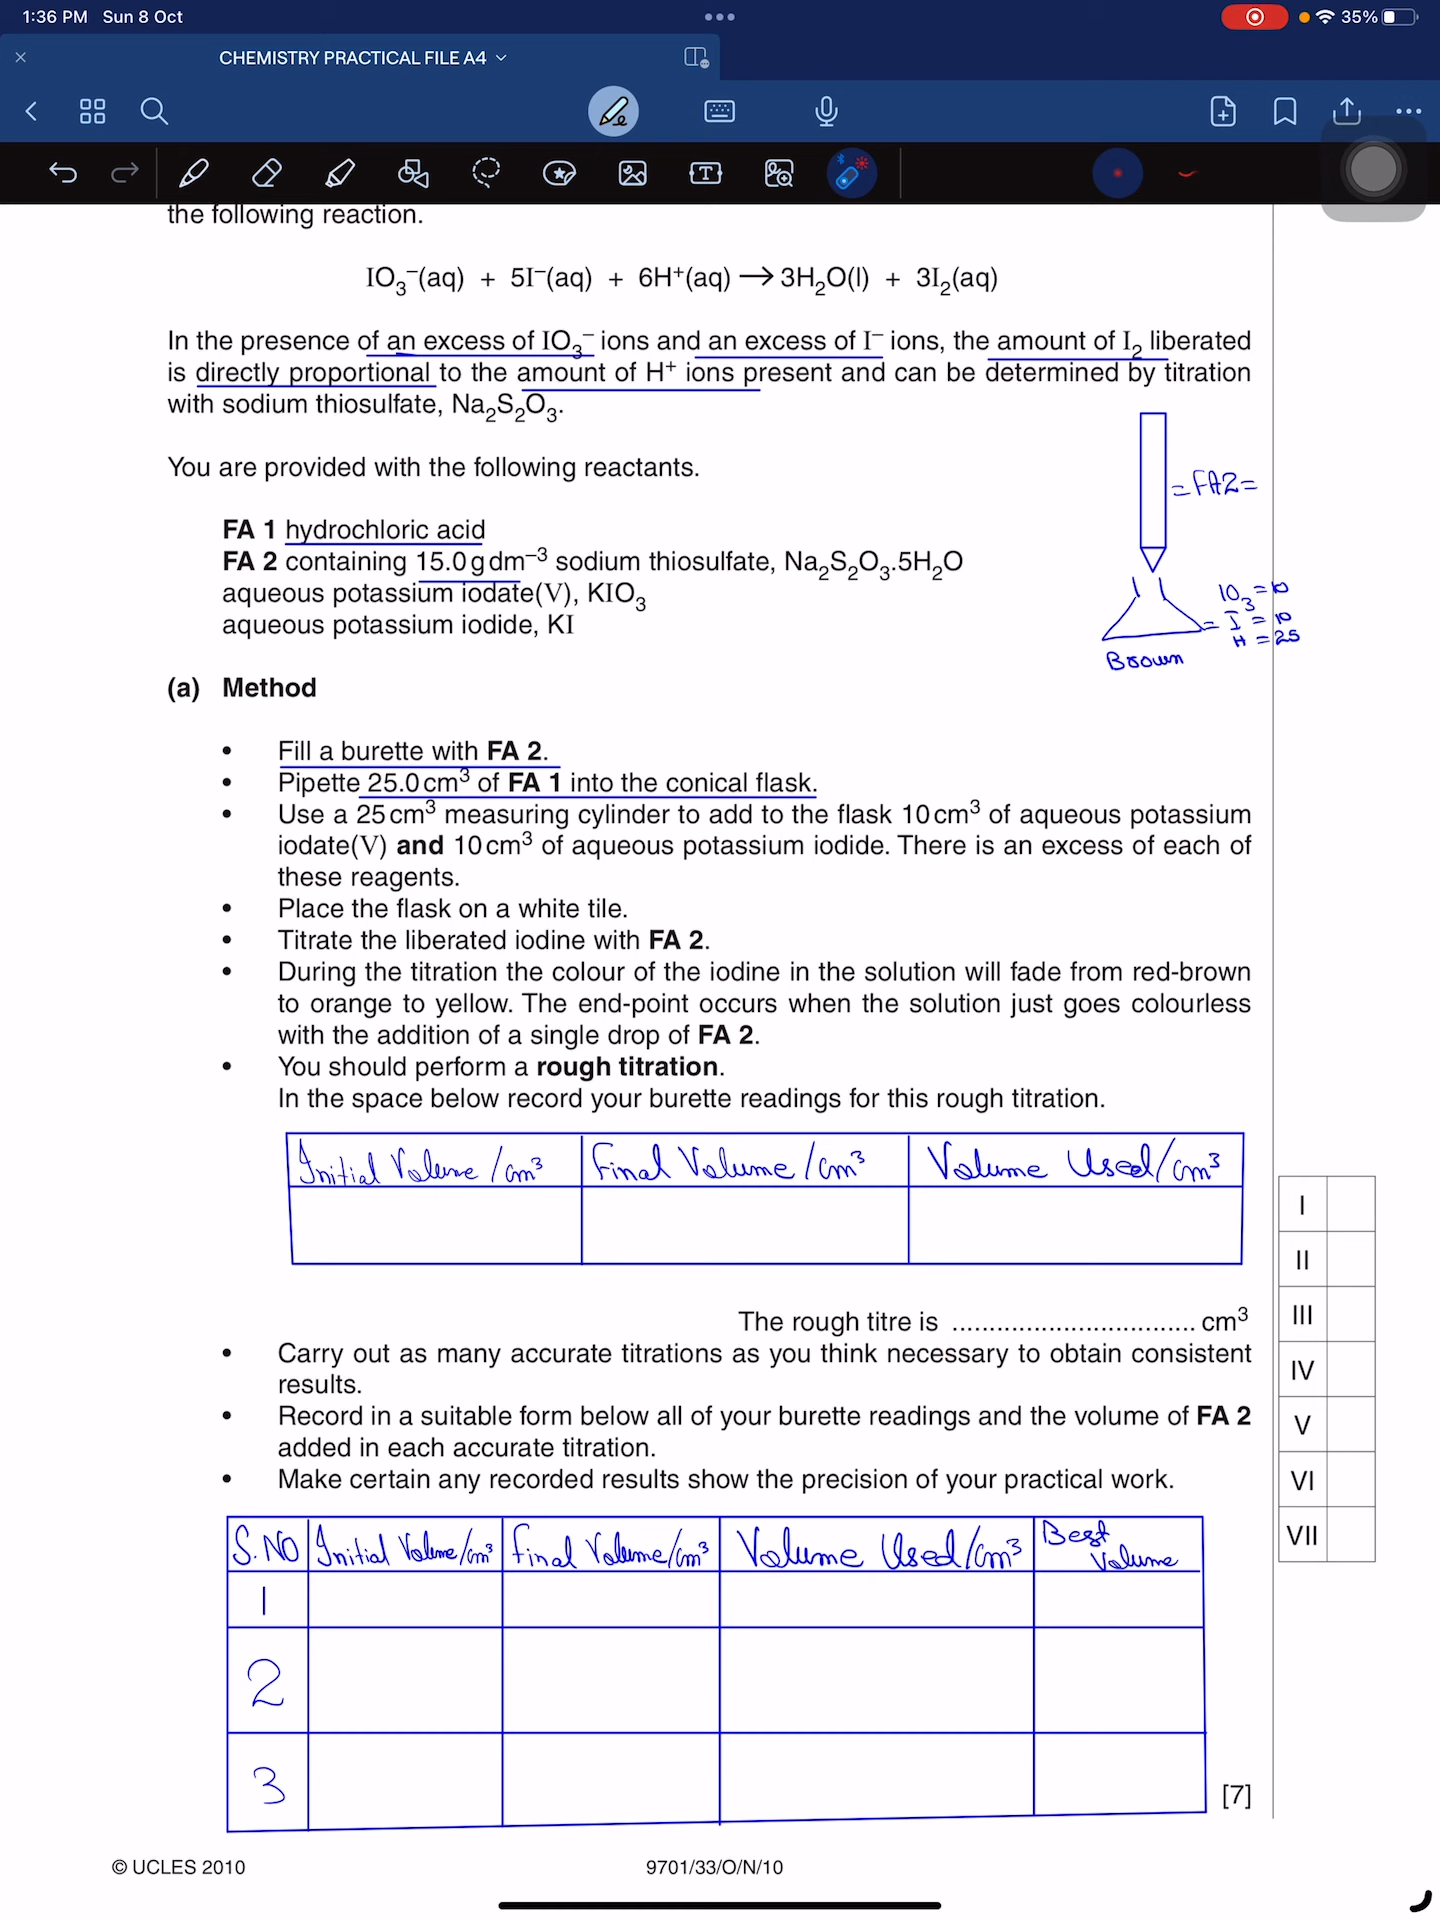 1:36 PM Sun 8 Oct
35%
CHEMISTRY PRACTICAL FILE A4
the following reaction.
IO₃⁻(aq) + 5I⁻(aq) + 6H⁺(aq) → 3H₂O(l) + 3I₂(aq)
In the presence of an excess of IO₃⁻ ions and an excess of I⁻ ions, the amount of I₂ liberated
is directly proportional to the amount of H⁺ ions present and can be determined by titration
with sodium thiosulfate, Na₂S₂O₃.
You are provided with the following reactants.
= FA2 =
FA 1 hydrochloric acid
FA 2 containing 15.0 g dm⁻³ sodium thiosulfate, Na₂S₂O₃.5H₂O
aqueous potassium iodate(V), KIO₃
aqueous potassium iodide, KI
IO₃ = 10
= I = 10
H = 25
Brown
(a) Method
• Fill a burette with FA 2.
• Pipette 25.0 cm³ of FA 1 into the conical flask.
• Use a 25 cm³ measuring cylinder to add to the flask 10 cm³ of aqueous potassium
iodate(V) and 10 cm³ of aqueous potassium iodide. There is an excess of each of
these reagents.
• Place the flask on a white tile.
• Titrate the liberated iodine with FA 2.
• During the titration the colour of the iodine in the solution will fade from red-brown
to orange to yellow. The end-point occurs when the solution just goes colourless
with the addition of a single drop of FA 2.
• You should perform a rough titration.
In the space below record your burette readings for this rough titration.
Initial Volume /cm³ Final Volume /cm³ Volume Used/cm³
The rough titre is ................................. cm³
• Carry out as many accurate titrations as you think necessary to obtain consistent
results.
• Record in a suitable form below all of your burette readings and the volume of FA 2
added in each accurate titration.
• Make certain any recorded results show the precision of your practical work.
I
II
III
IV
V
VI
VII
S.NO Initial Volume/cm³ Final Volume/cm³ Volume Used/cm³ Best Volume
1
2
3
[7]
© UCLES 2010 9701/33/O/N/10